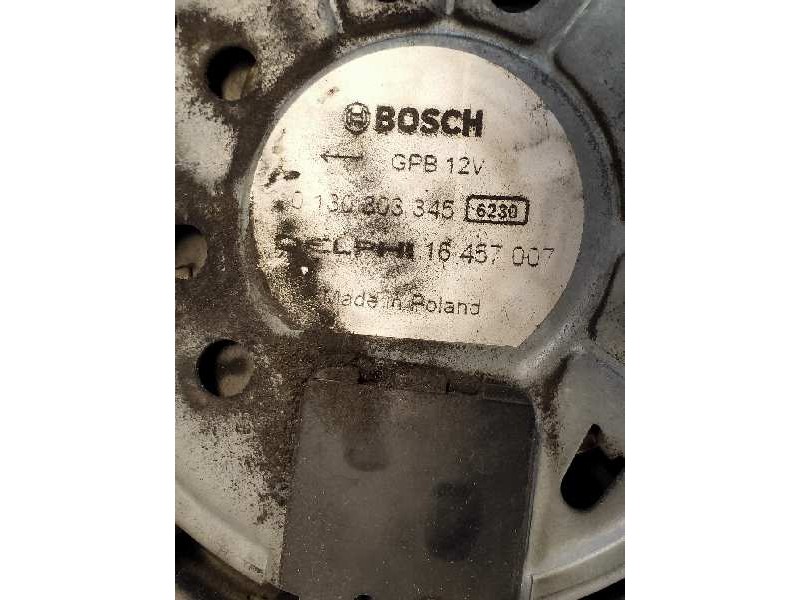 BOSCH
← GPB 12V
0 130 303 345 6230
DELPHI 16 457 007
Made in Poland